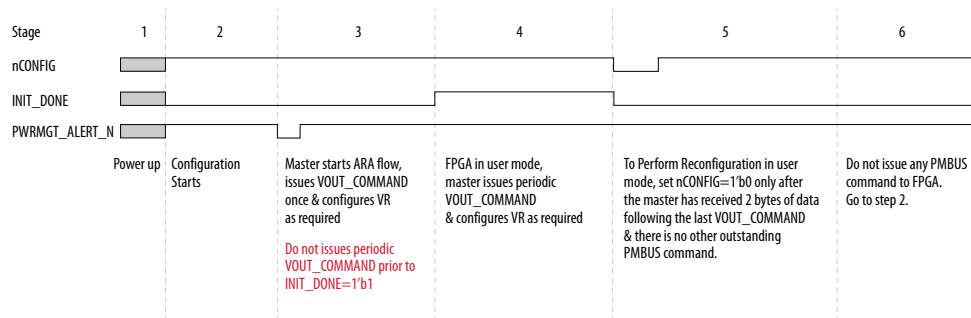 Stage 1 2 3 4 5 6
nCONFIG
INIT_DONE
PWRMGT_ALERT_N
Power up
Configuration
Starts
Master starts ARA flow,
issues VOUT_COMMAND
once & configures VR
as required
Do not issues periodic
VOUT_COMMAND prior to
INIT_DONE=1'b1
FPGA in user mode,
master issues periodic
VOUT_COMMAND
& configures VR as required
To Perform Reconfiguration in user
mode, set nCONFIG=1'b0 only after
the master has received 2 bytes of data
following the last VOUT_COMMAND
& there is no other outstanding
PMBUS command.
Do not issue any PMBUS
command to FPGA.
Go to step 2.